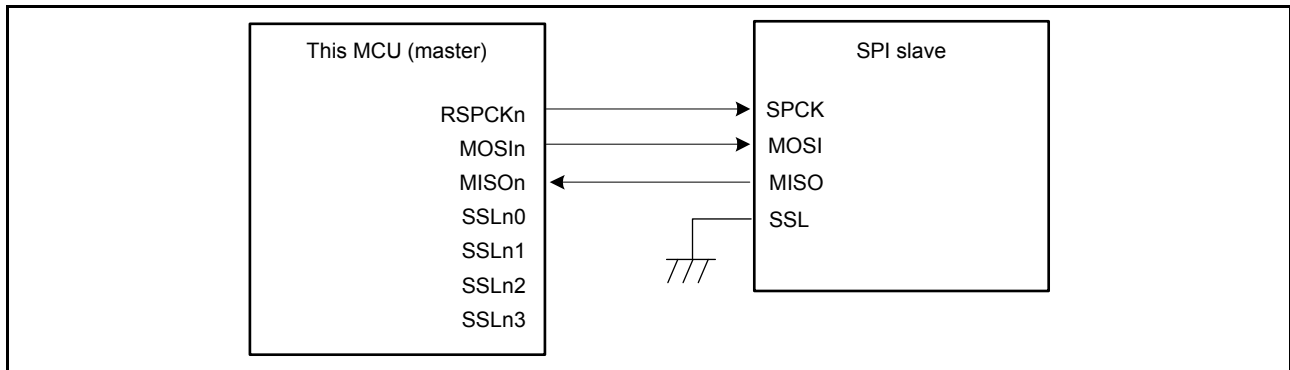 This MCU (master)
RSPCKn
MOSIn
MISOn
SSLn0
SSLn1
SSLn2
SSLn3
SPI slave
SPCK
MOSI
MISO
SSL